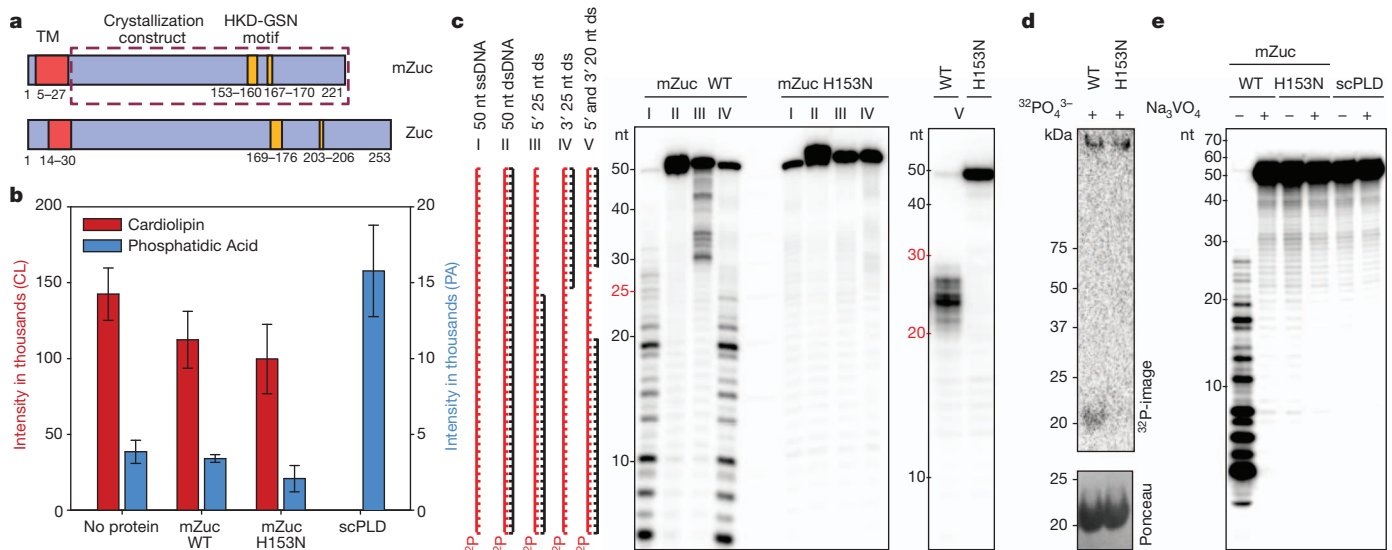 a
TM
Crystallization construct
HKD-GSN motif
mZuc
1 5–27 153–160 167–170 221
Zuc
1 14–30 169–176 203–206 253
b
Intensity in thousands (CL)
200
150
100
50
0
Cardiolipin
Phosphatidic Acid
20
15
10
5
0
Intensity in thousands (PA)
No protein
mZuc WT
mZuc H153N
scPLD
c
I 50 nt ssDNA
II 50 nt dsDNA
III 5′ 25 nt ds
IV 3′ 25 nt ds
V 5′ and 3′ 20 nt ds
²P ²P ²P ²P ²P
mZuc WT
mZuc H153N
I II III IV
I II III IV
nt
50
40
30
25
20
10
WT
H153N
V
nt
50
40
30
20
10
d
WT
H153N
³²PO₄³⁻ + +
kDa
75
50
37
25
20
³²P-image
25
20
Ponceau
e
mZuc
WT H153N scPLD
Na₃VO₄ – + – + – +
nt
70
60
50
40
30
20
10